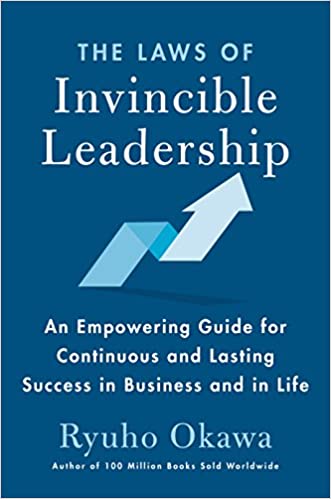 THE LAWS OF
Invincible
Leadership
An Empowering Guide for
Continuous and Lasting
Success in Business and in Life
Ryuho Okawa
Author of 100 Million Books Sold Worldwide